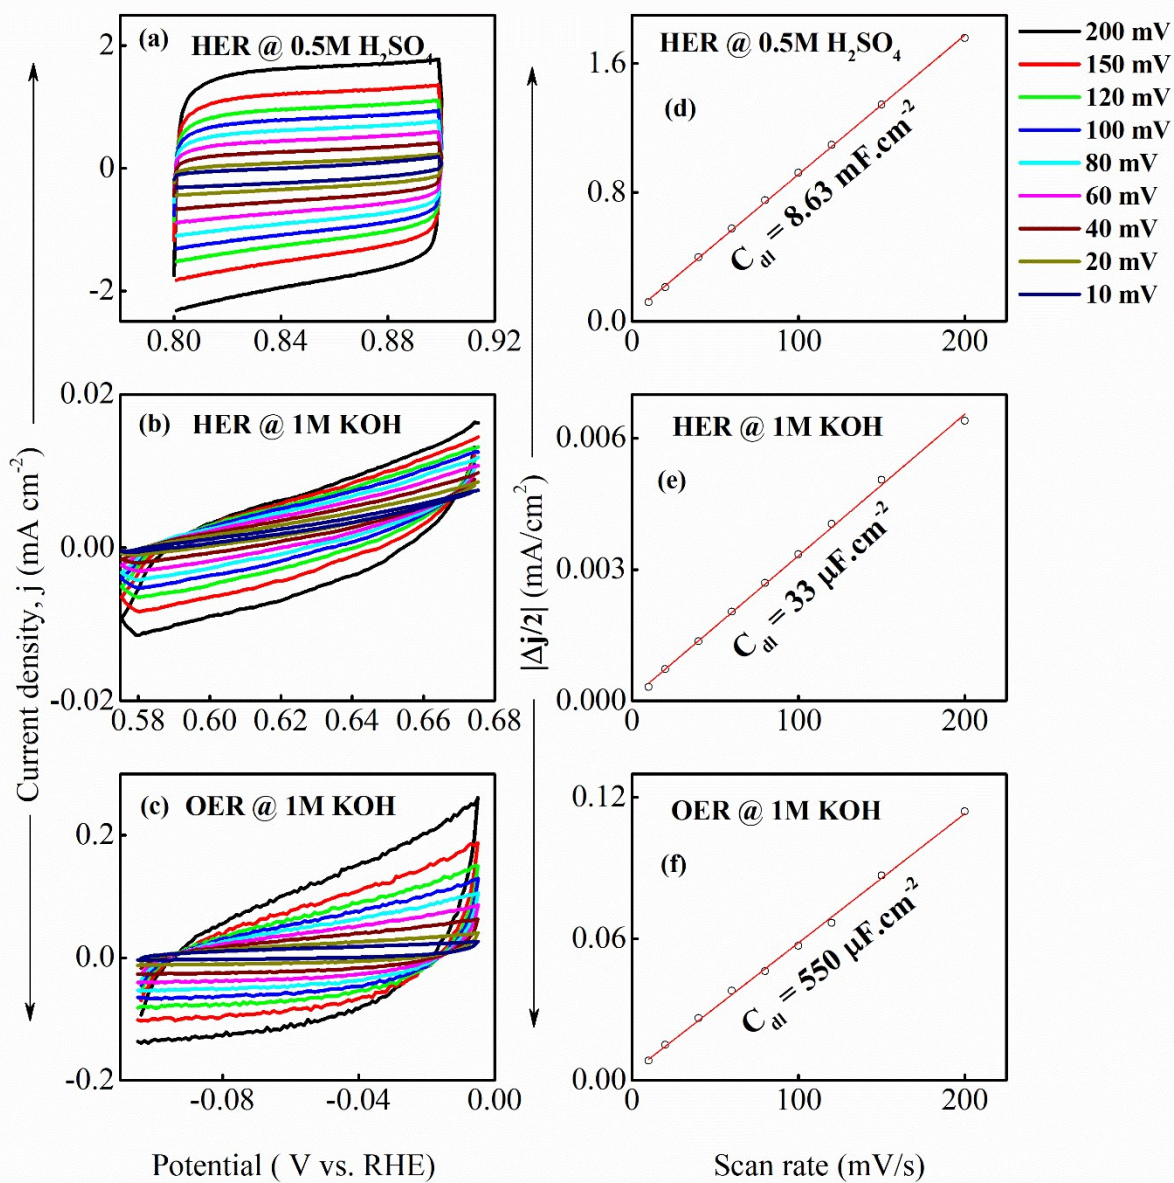 (a) HER @ 0.5M H₂SO₄
2
0
-2
0.80 0.84 0.88 0.92
HER @ 0.5M H₂SO₄
(d)
1.6
0.8
0.0
0 100 200
C_dl = 8.63 mF.cm⁻²
200 mV
150 mV
120 mV
100 mV
80 mV
60 mV
40 mV
20 mV
10 mV
(b) HER @ 1M KOH
0.02
0.00
-0.02
0.58 0.60 0.62 0.64 0.66 0.68
HER @ 1M KOH
(e)
0.006
0.003
0.000
0 100 200
C_dl = 33 µF.cm⁻²
(c) OER @ 1M KOH
0.2
0.0
-0.2
-0.08 -0.04 0.00
OER @ 1M KOH
(f)
0.12
0.06
0.00
0 100 200
C_dl = 550 µF.cm⁻²
Current density, j (mA cm⁻²)
|Δj/2| (mA/cm²)
Potential ( V vs. RHE)
Scan rate (mV/s)